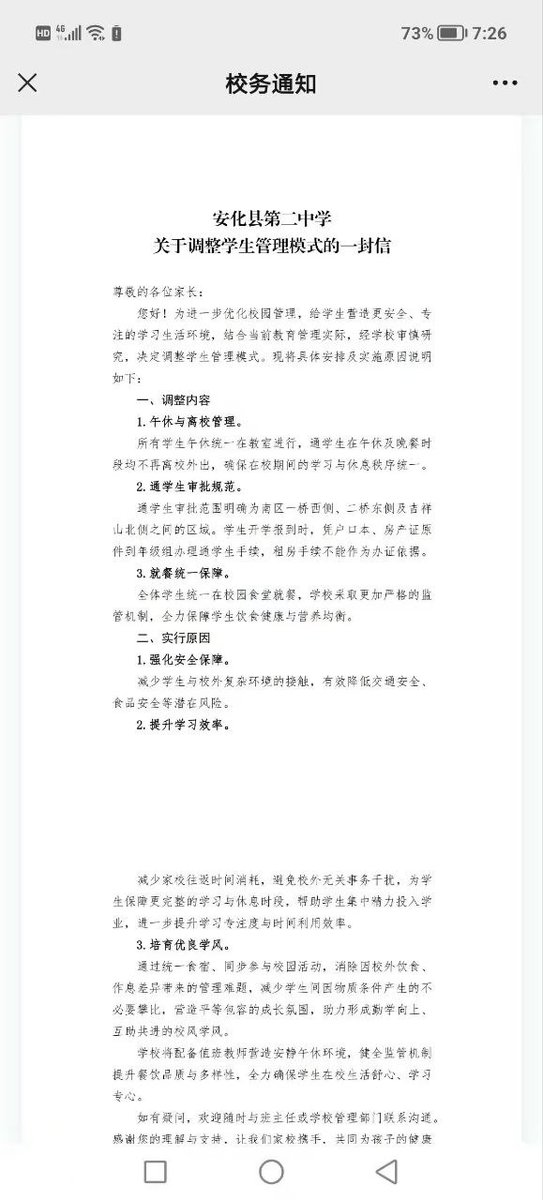 HD 4G 73% 7:26
校务通知
安化县第二中学
关于调整学生管理模式的一封信
尊敬的各位家长：
您好！为进一步优化校园管理，给学生营造更安全、专
注的学习生活环境，结合当前教育管理实际，经学校审慎研
究，决定调整学生管理模式。现将具体安排及实施原因说明
如下：
一、调整内容
1.午休与离校管理。
所有学生午休统一在教室进行，通学生在午休及晚餐时
段均不再离校外出，确保在校期间的学习与休息秩序统一。
2.通学生审批规范。
通学生审批范围明确为南区一桥西侧、二桥东侧及吉祥
山北侧之间的区域。学生开学报到时，凭户口本、房产证原
件到年级组办理通学生手续，租房手续不能作为办证依据。
3.就餐统一保障。
全体学生统一在校园食堂就餐，学校采取更加严格的监
管机制，全力保障学生饮食健康与营养均衡。
二、实行原因
1.强化安全保障。
减少学生与校外复杂环境的接触，有效降低交通安全、
食品安全等潜在风险。
2.提升学习效率。
减少家校往返时间消耗，避免校外无关事务干扰，为学
生保障更完整的学习与休息时段，帮助学生集中精力投入学
业，进一步提升学习专注度与时间利用效率。
3.培育优良学风。
通过统一食宿、同步参与校园活动，消除因校外饮食、
作息差异带来的管理难题，减少学生间因物质条件产生的不
必要攀比，营造平等包容的成长氛围，助力形成勤学向上、
互助共进的校风学风。
学校将配备值班教师营造安静午休环境，健全监管机制
提升餐饮品质与多样性，全力确保学生在校生活舒心、学习
专心。
如有疑问，欢迎随时与班主任或学校管理部门联系沟通。
感谢您的理解与支持，让我们家校携手，共同为孩子的健康